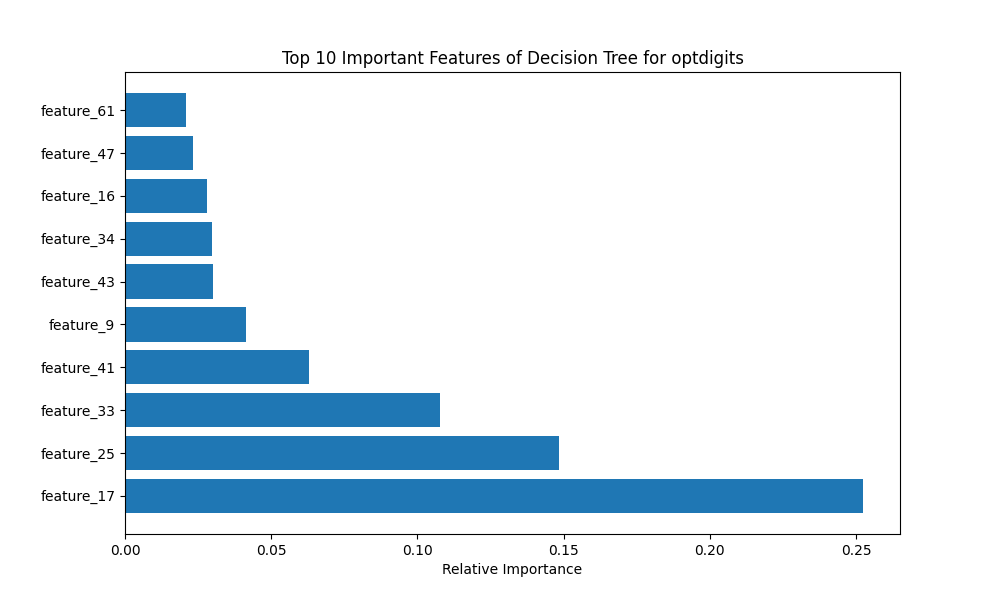 Top 10 Important Features of Decision Tree for optdigits
feature_61
feature_47
feature_16
feature_34
feature_43
feature_9
feature_41
feature_33
feature_25
feature_17
0.00 0.05 0.10 0.15 0.20 0.25
Relative Importance